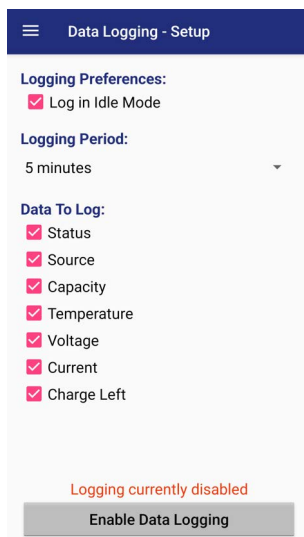 Data Logging - Setup
Logging Preferences:
Log in Idle Mode
Logging Period:
5 minutes
Data To Log:
Status
Source
Capacity
Temperature
Voltage
Current
Charge Left
Logging currently disabled
Enable Data Logging